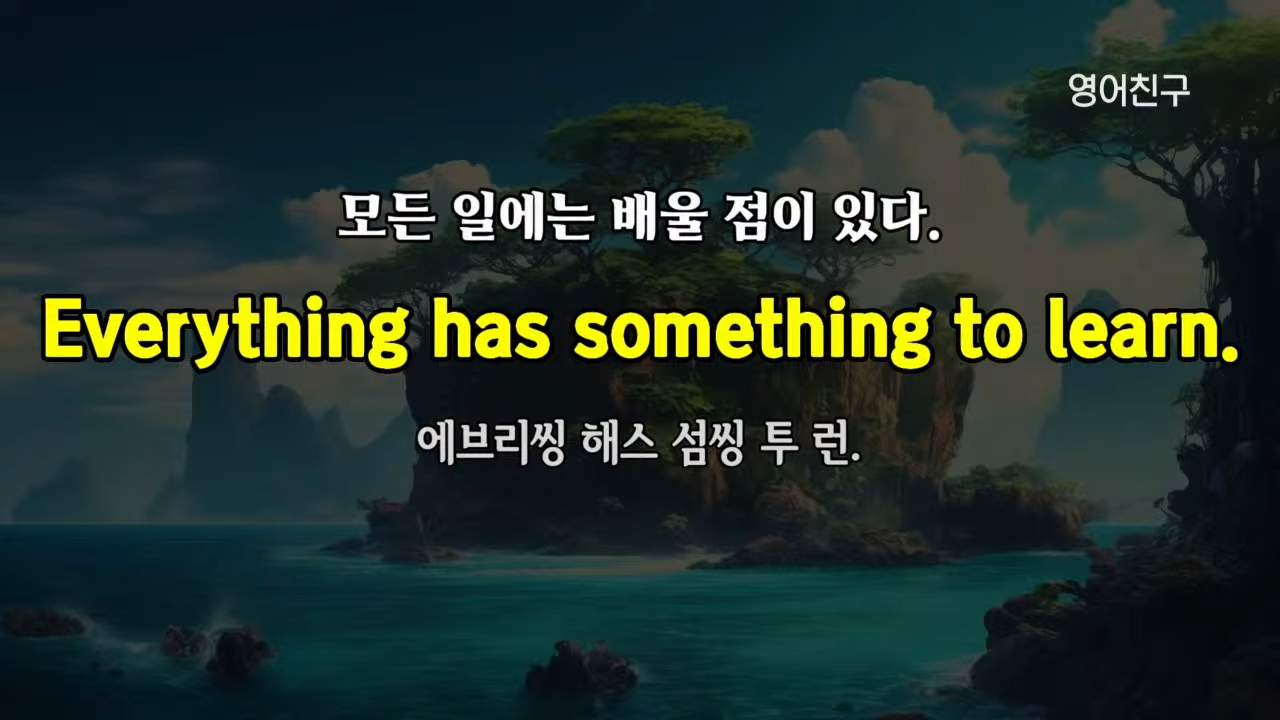 영어친구
모든 일에는 배울 점이 있다.
Everything has something to learn.
에브리씽 해스 섬씽 투 런.